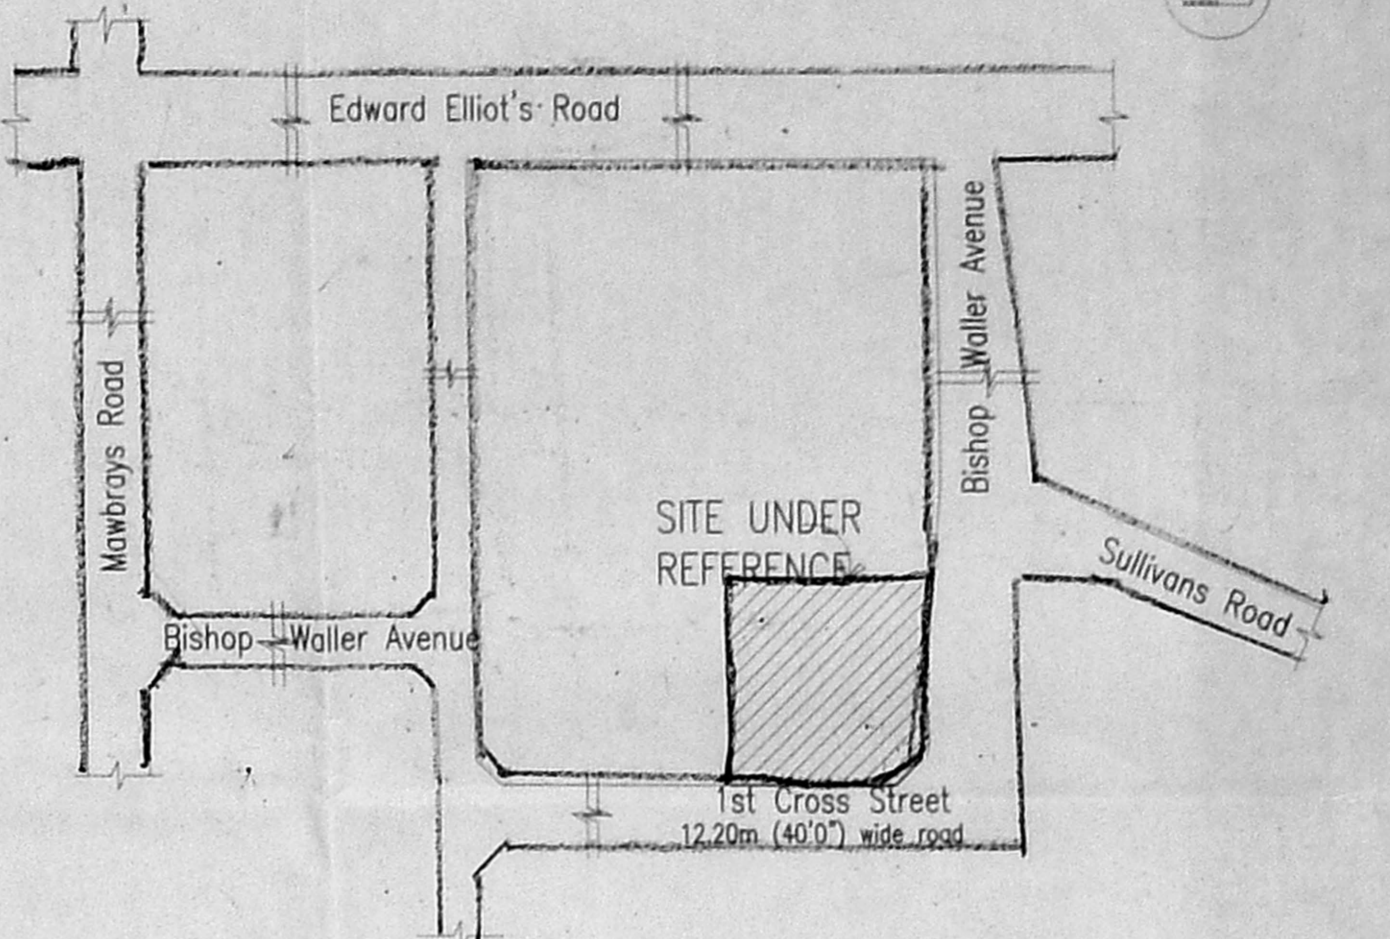 Edward Elliot's Road
Mawbrays Road
Bishop Waller Avenue
SITE UNDER
REFERENCE
Sullivans Road
Bishop Waller Avenue
1st Cross Street
12.20m (40'0") wide road